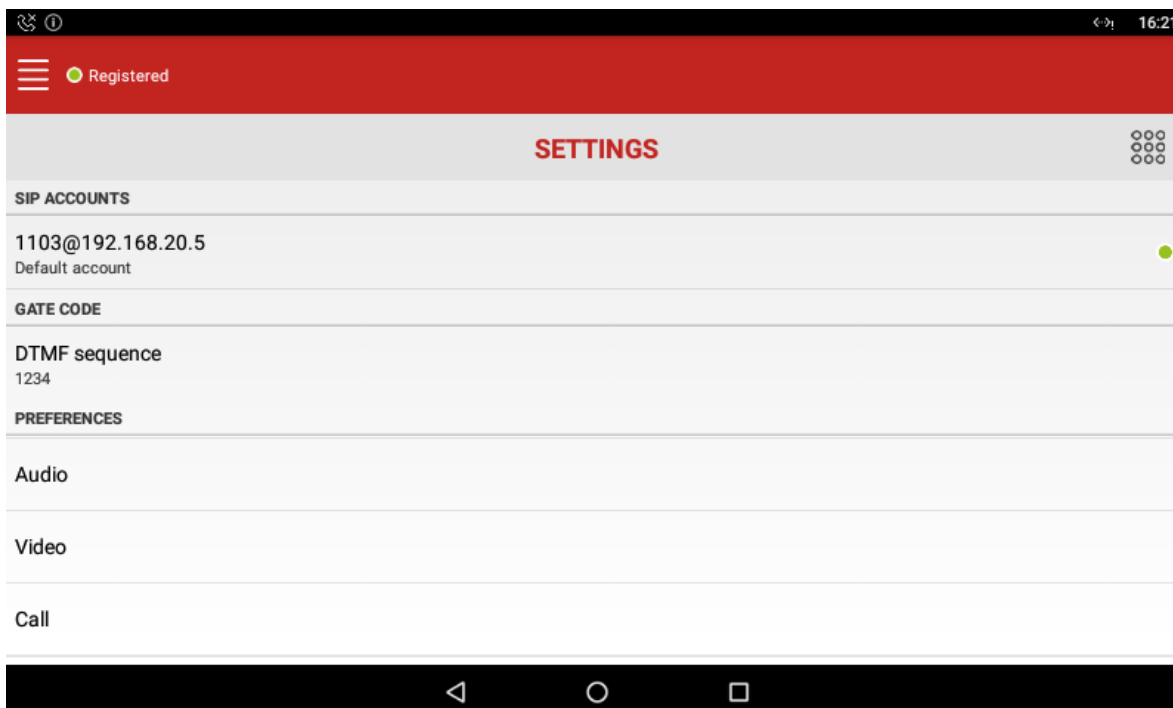 16:21
Registered
SETTINGS
SIP ACCOUNTS
1103@192.168.20.5
Default account
GATE CODE
DTMF sequence
1234
PREFERENCES
Audio
Video
Call